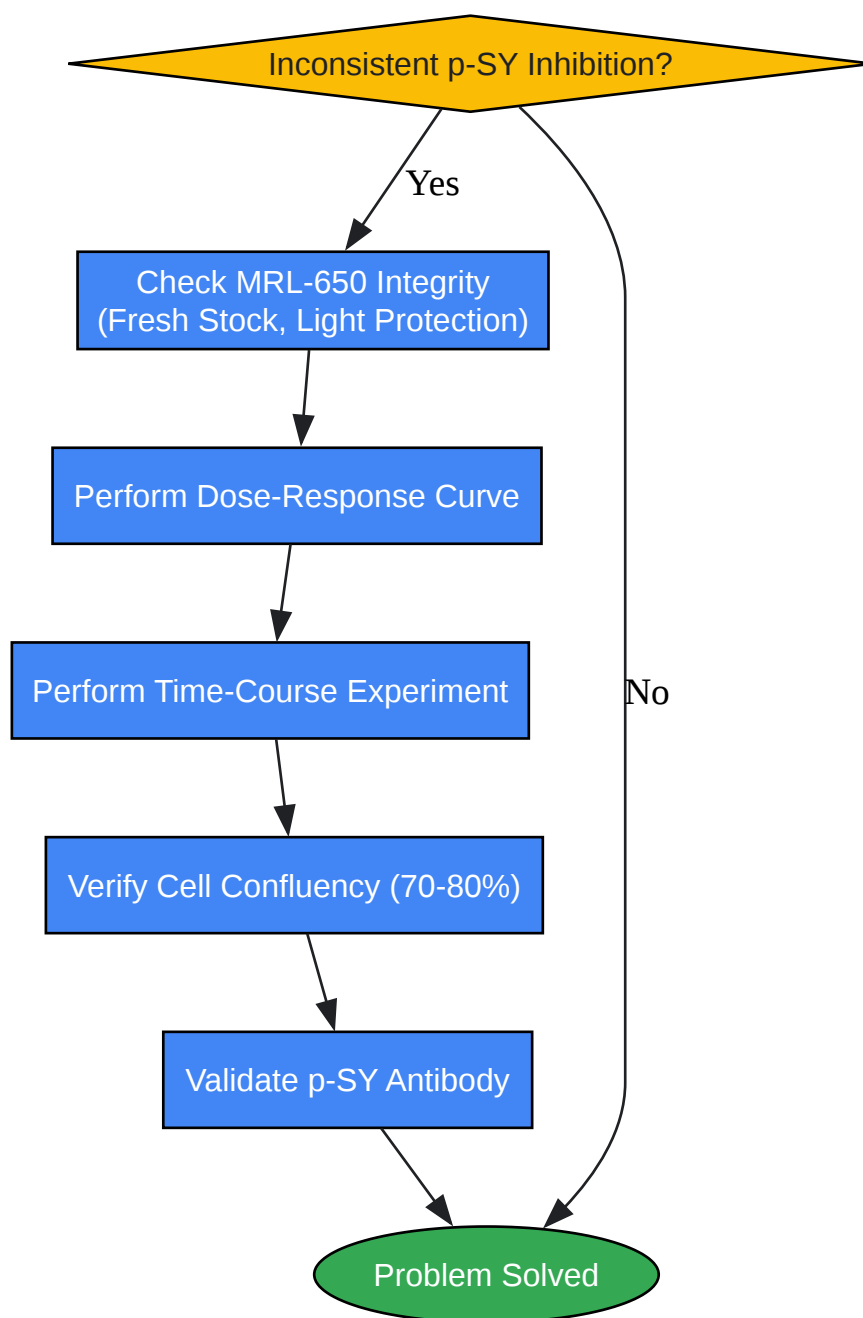 Inconsistent p-SY Inhibition?
Yes
Check MRL-650 Integrity
(Fresh Stock, Light Protection)
Perform Dose-Response Curve
Perform Time-Course Experiment
No
Verify Cell Confluency (70-80%)
Validate p-SY Antibody
Problem Solved